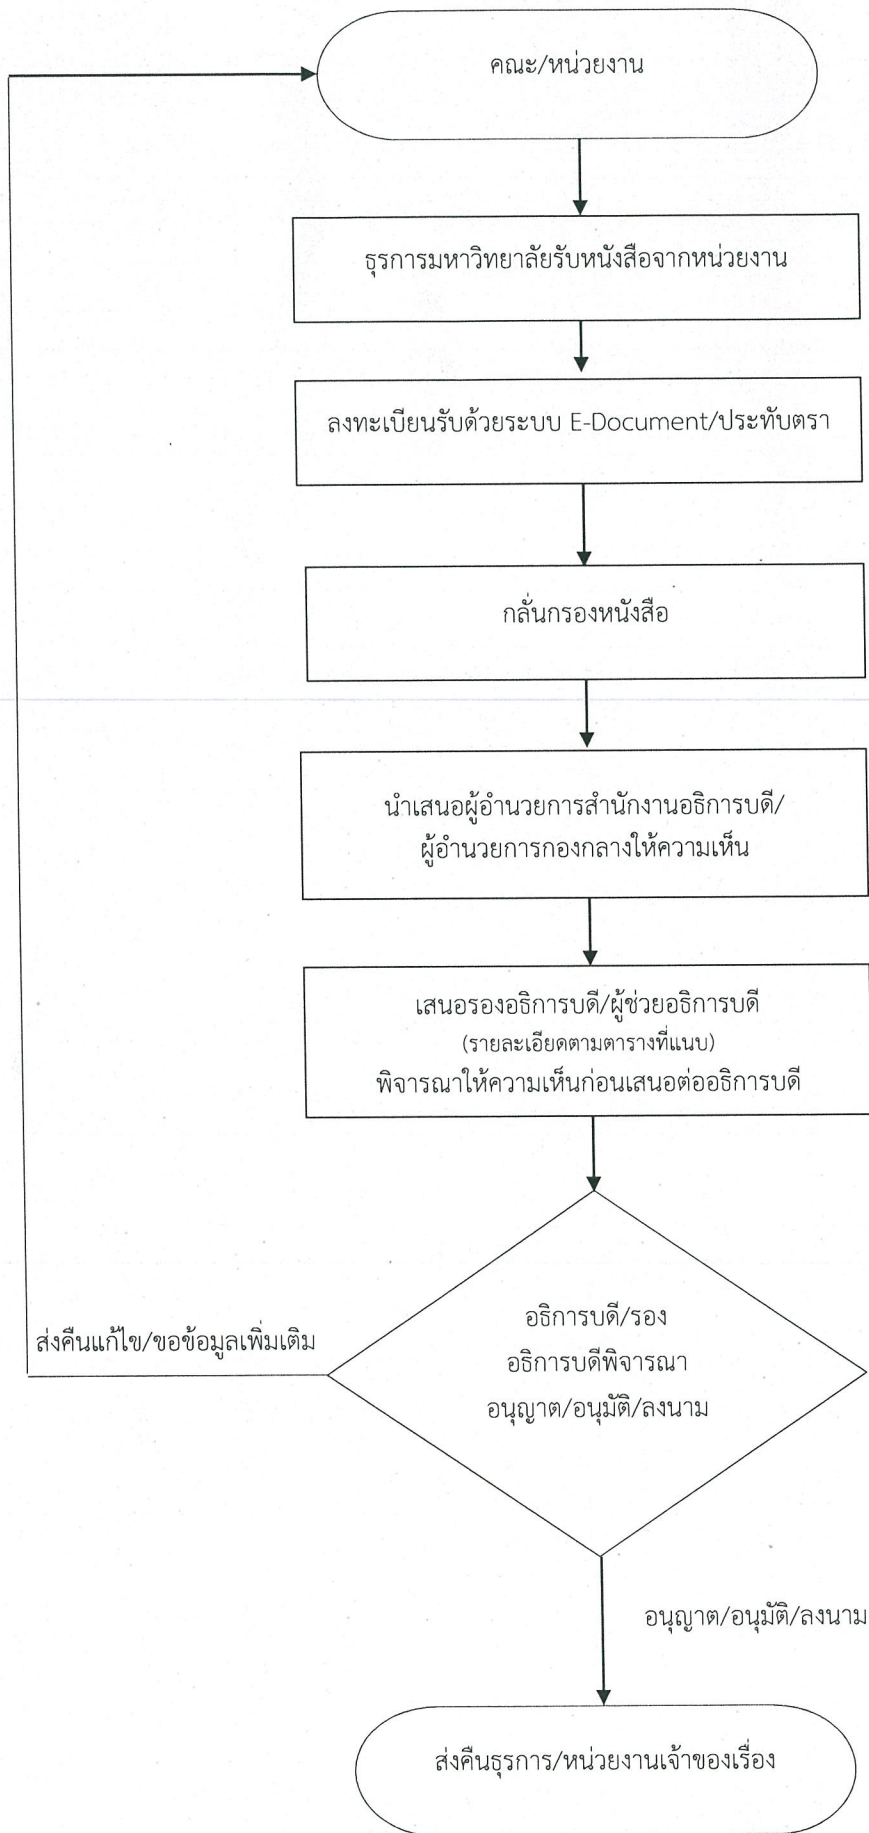 คณะ/หน่วยงาน
ธุรการมหาวิทยาลัยรับหนังสือจากหน่วยงาน
ลงทะเบียนรับด้วยระบบ E-Document/ประทับตรา
กลั่นกรองหนังสือ
นำเสนอผู้อำนวยการสำนักงานอธิการบดี/
ผู้อำนวยการกองกลางให้ความเห็น
เสนอรองอธิการบดี/ผู้ช่วยอธิการบดี
(รายละเอียดตามตารางที่แนบ)
พิจารณาให้ความเห็นก่อนเสนอต่ออธิการบดี
อธิการบดี/รอง
อธิการบดีพิจารณา
อนุญาต/อนุมัติ/ลงนาม
ส่งคืนแก้ไข/ขอข้อมูลเพิ่มเติม
อนุญาต/อนุมัติ/ลงนาม
ส่งคืนธุรการ/หน่วยงานเจ้าของเรื่อง